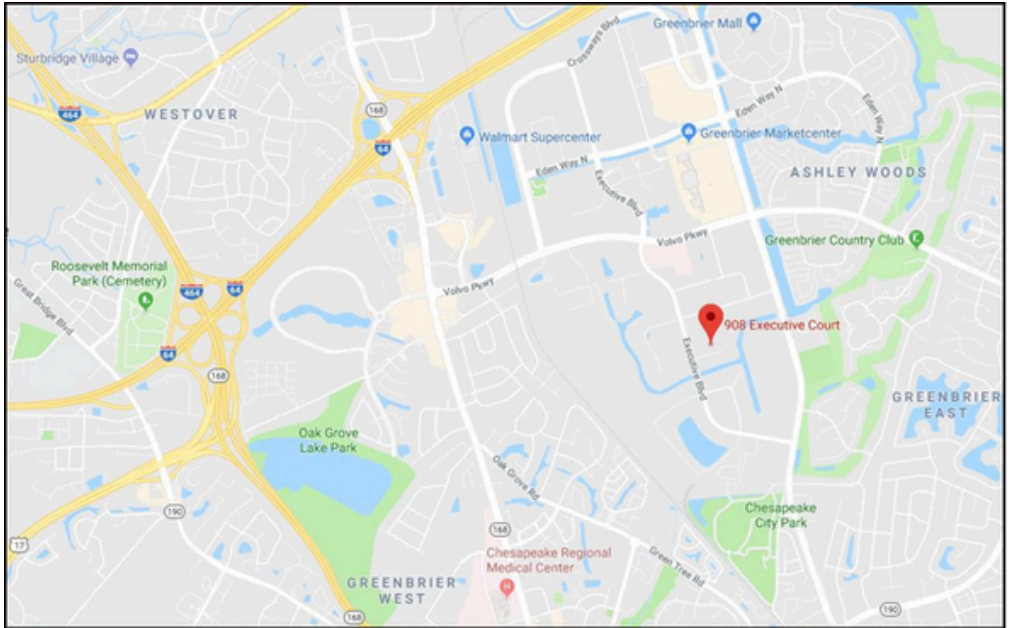 Greenbrier Mall
Crossways Blvd
Sturbridge Village
464
WESTOVER
168
64
Walmart Supercenter
Eden Way N
Greenbrier Marketcenter
Eden Way N
Eden Way N
Executive Blvd
ASHLEY WOODS
Volvo Pkwy
Greenbrier Country Club
Roosevelt Memorial
Park (Cemetery)
Great Bridge Blvd
464
64
Volvo Pkwy
908 Executive Court
64
168
Executive Blvd
GREENBRIER
EAST
Oak Grove
Lake Park
Oak Grove Rd
190
17
168
Chesapeake
City Park
Chesapeake Regional
Medical Center
H
Green Tree Rd
GREENBRIER
WEST
168
190